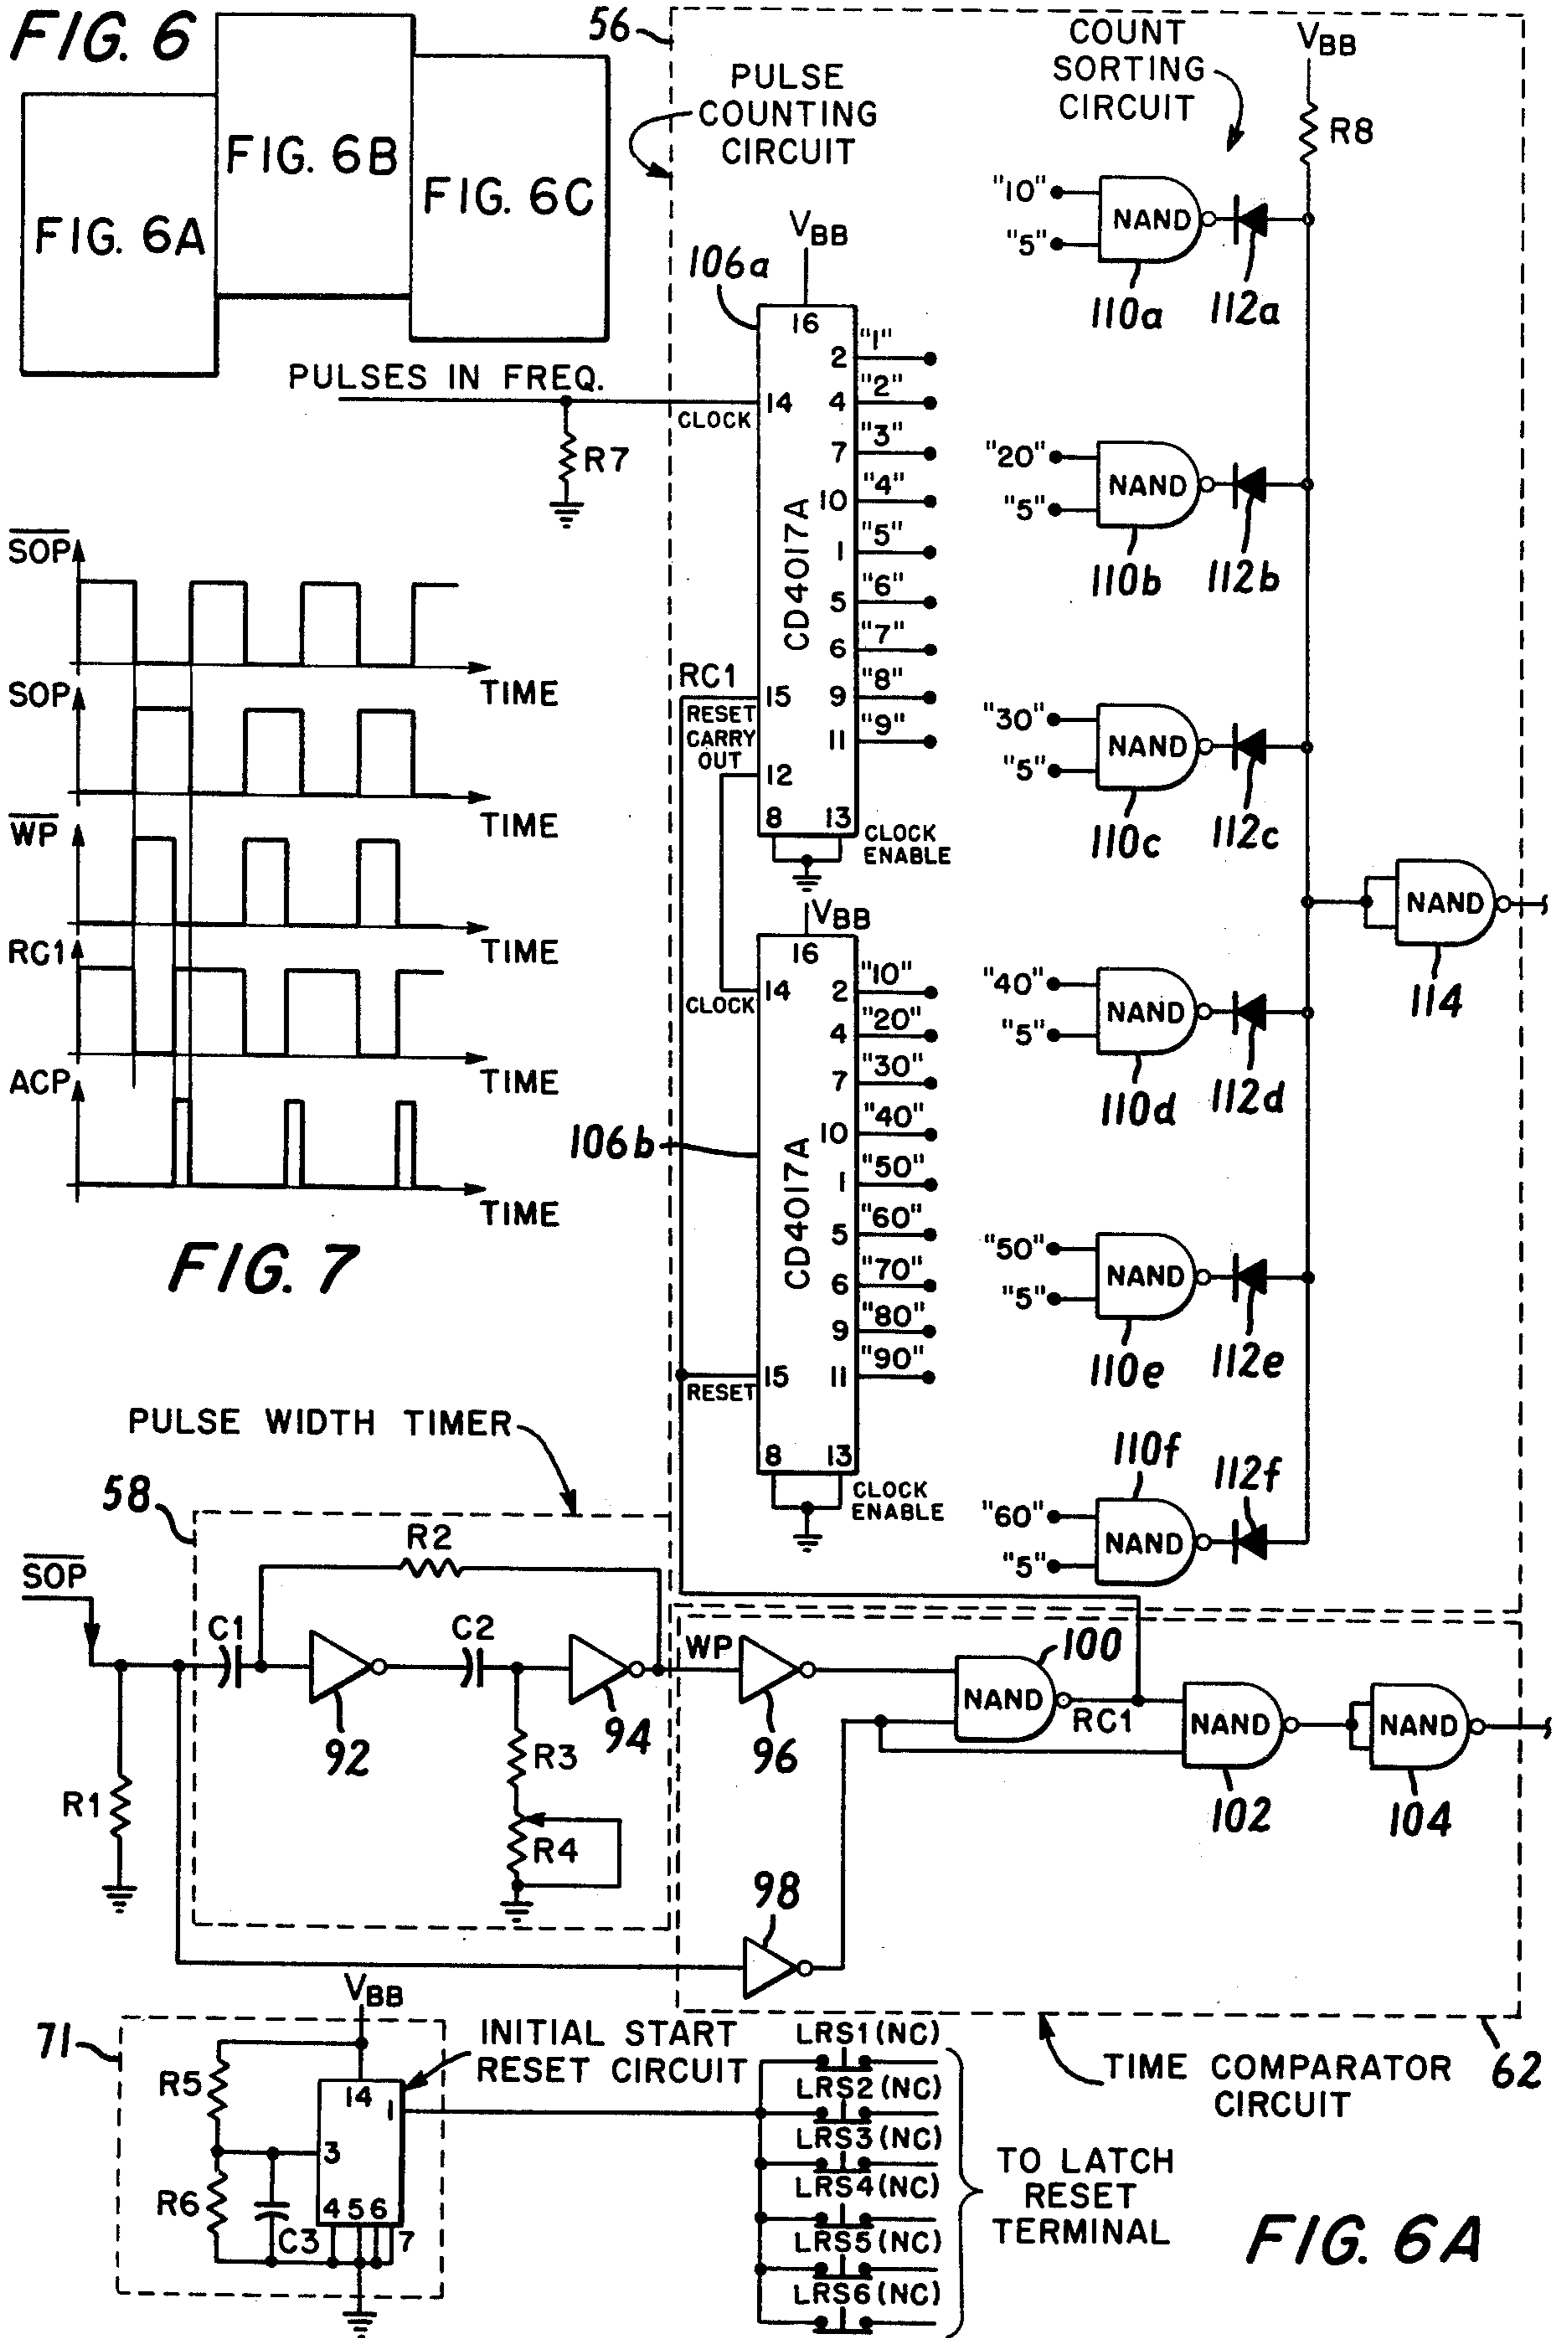 FIG. 6
FIG. 6A
FIG. 6B
FIG. 6C
56
PULSE
COUNTING
CIRCUIT
COUNT
SORTING
CIRCUIT
VBB
R8
"10"
"5"
NAND
110a
112a
"20"
"5"
NAND
110b
112b
"30"
"5"
NAND
110c
112c
"40"
"5"
NAND
110d
112d
"50"
"5"
NAND
110e
112e
110f
112f
"60"
"5"
NAND
NAND
114
PULSES IN FREQ.
R7
VBB
106a
16
CLOCK
14
CD4017A
2 "1"
4 "2"
7 "3"
10 "4"
1 "5"
5 "6"
6 "7"
9 "8"
11 "9"
RC1
15
RESET
CARRY
OUT
12
8 13
CLOCK
ENABLE
VBB
16
CLOCK
14
106b
CD4017A
2 "10"
4 "20"
7 "30"
10 "40"
1 "50"
5 "60"
6 "70"
9 "80"
11 "90"
RESET
15
8 13
CLOCK
ENABLE
SOP
TIME
SOP
TIME
WP
TIME
RC1
TIME
ACP
TIME
FIG. 7
PULSE WIDTH TIMER
58
SOP
R2
C1
C2
92
94
R1
R3
R4
WP
96
98
100
NAND
RC1
NAND
102
NAND
104
TIME COMPARATOR
CIRCUIT
62
71
VBB
INITIAL START
RESET CIRCUIT
R5
R6
C3
14
1
3
4 5 6 7
LRS1(NC)
LRS2(NC)
LRS3(NC)
LRS4(NC)
LRS5(NC)
LRS6(NC)
TO LATCH
RESET
TERMINAL
FIG. 6A